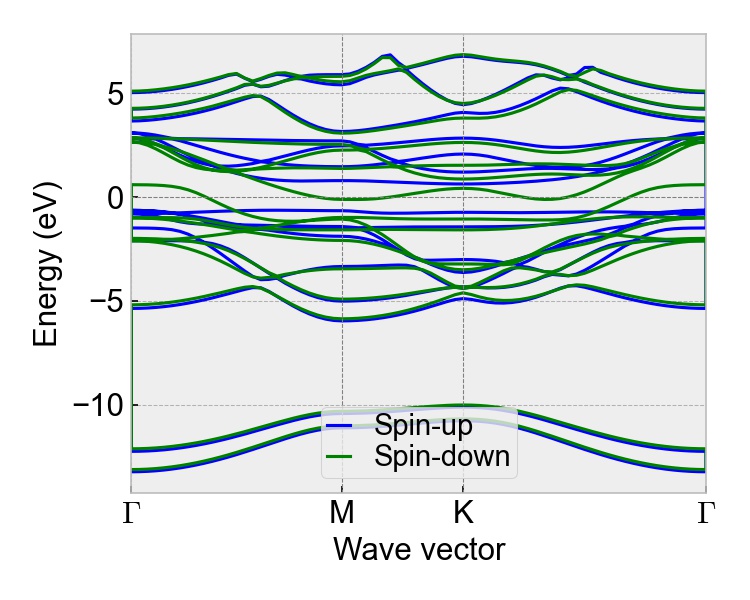 Energy (eV)
5
0
−5
−10
Spin-up
Spin-down
Γ M K Γ
Wave vector